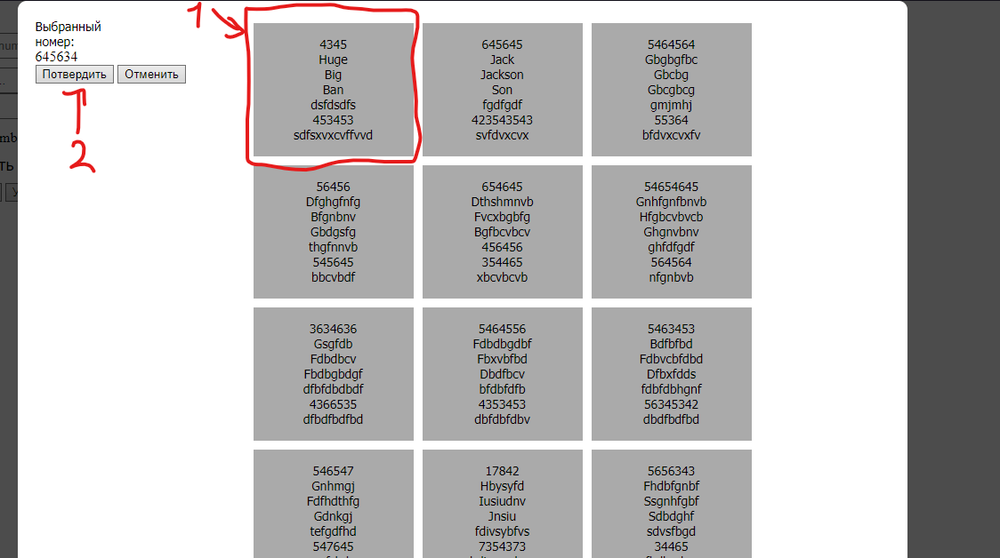 1
Выбранный
номер:
645634
Потвердить Отменить
2
4345
Huge
Big
Ban
dsfdsdfs
453453
sdfsxvxcvffvvd
645645
Jack
Jackson
Son
fgdfgdf
423543543
svfdvxcvx
5464564
Gbgbgfbc
Gbcbg
Gbcgbcg
gmjmhj
55364
bfdvxcvxfv
56456
Dfghgfnfg
Bfgnbnv
Gbdgsfg
thgfnnvb
545645
bbcvbdf
654645
Dthshmnvb
Fvcxbgbfg
Bgfbcvbcv
456456
354465
xbcvbcvb
54654645
Gnhfgnfbnvb
Hfgbcvbvcb
Ghgnvbnv
ghfdfgdf
564564
nfgnbvb
3634636
Gsgfdb
Fdbdbcv
Fbdbgbdgf
dfbfdbdbdf
4366535
dfbdfbdfbd
5464556
Fdbdbgdbf
Fbxvbfbd
Dbdfbcv
bfdbfdfb
4353453
dbfdbfdbv
5463453
Bdfbfbd
Fdbvcbfdbd
Dfbxfdds
fdbfdbhgnf
56345342
dbdfbdfbd
546547
Gnhmgj
Fdfhdthfg
Gdnkgj
tefgdfhd
547645
17842
Hbysyfd
Iusiudnv
Jnsiu
fdivsybfvs
7354373
5656343
Fhdbfgnbf
Ssgnhfgbf
Sdbdghf
sdvsfbgd
34465